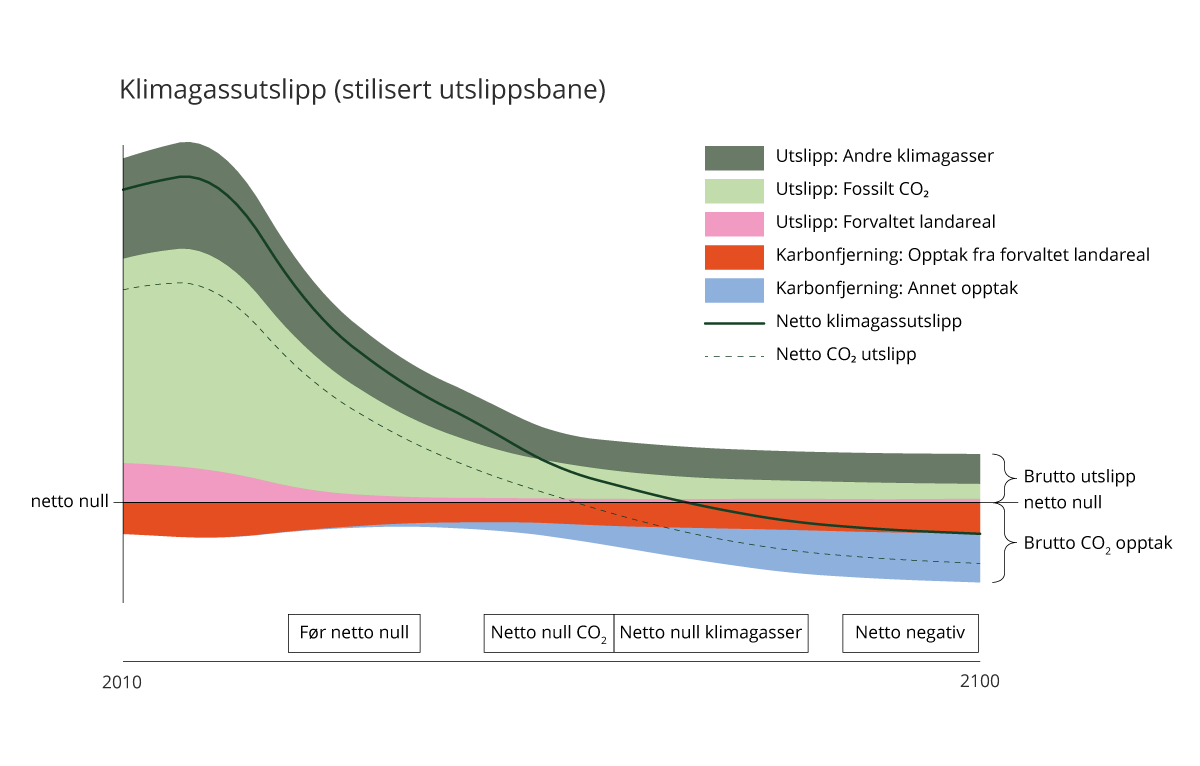 Klimagassutslipp (stilisert utslippsbane)
Utslipp: Andre klimagasser
Utslipp: Fossilt CO₂
Utslipp: Forvaltet landareal
Karbonfjerning: Opptak fra forvaltet landareal
Karbonfjerning: Annet opptak
Netto klimagassutslipp
Netto CO₂ utslipp
Brutto utslipp
netto null
netto null
Brutto CO₂ opptak
Før netto null
Netto null CO₂
Netto null klimagasser
Netto negativ
2010
2100